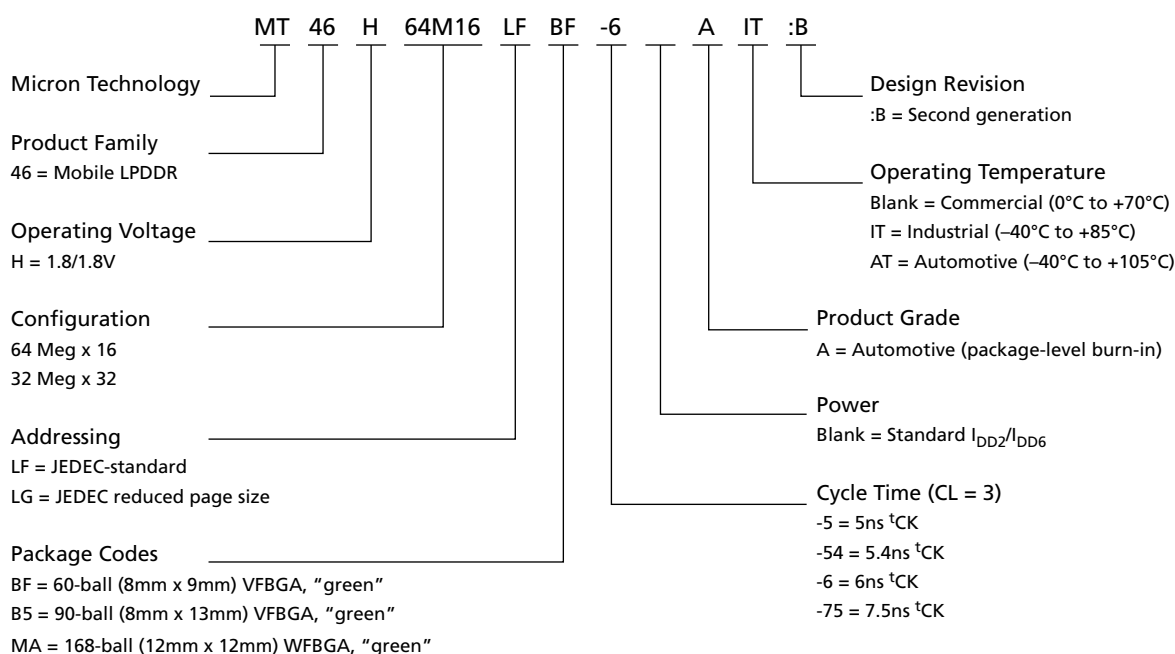 MT 46 H 64M16 LF BF -6 A IT :B
Micron Technology
Product Family
46 = Mobile LPDDR
Operating Voltage
H = 1.8/1.8V
Configuration
64 Meg x 16
32 Meg x 32
Addressing
LF = JEDEC-standard
LG = JEDEC reduced page size
Package Codes
BF = 60-ball (8mm x 9mm) VFBGA, “green”
B5 = 90-ball (8mm x 13mm) VFBGA, “green”
MA = 168-ball (12mm x 12mm) WFBGA, “green”
Design Revision
:B = Second generation
Operating Temperature
Blank = Commercial (0°C to +70°C)
IT = Industrial (–40°C to +85°C)
AT = Automotive (–40°C to +105°C)
Product Grade
A = Automotive (package-level burn-in)
Power
Blank = Standard IDD2/IDD6
Cycle Time (CL = 3)
-5 = 5ns tCK
-54 = 5.4ns tCK
-6 = 6ns tCK
-75 = 7.5ns tCK